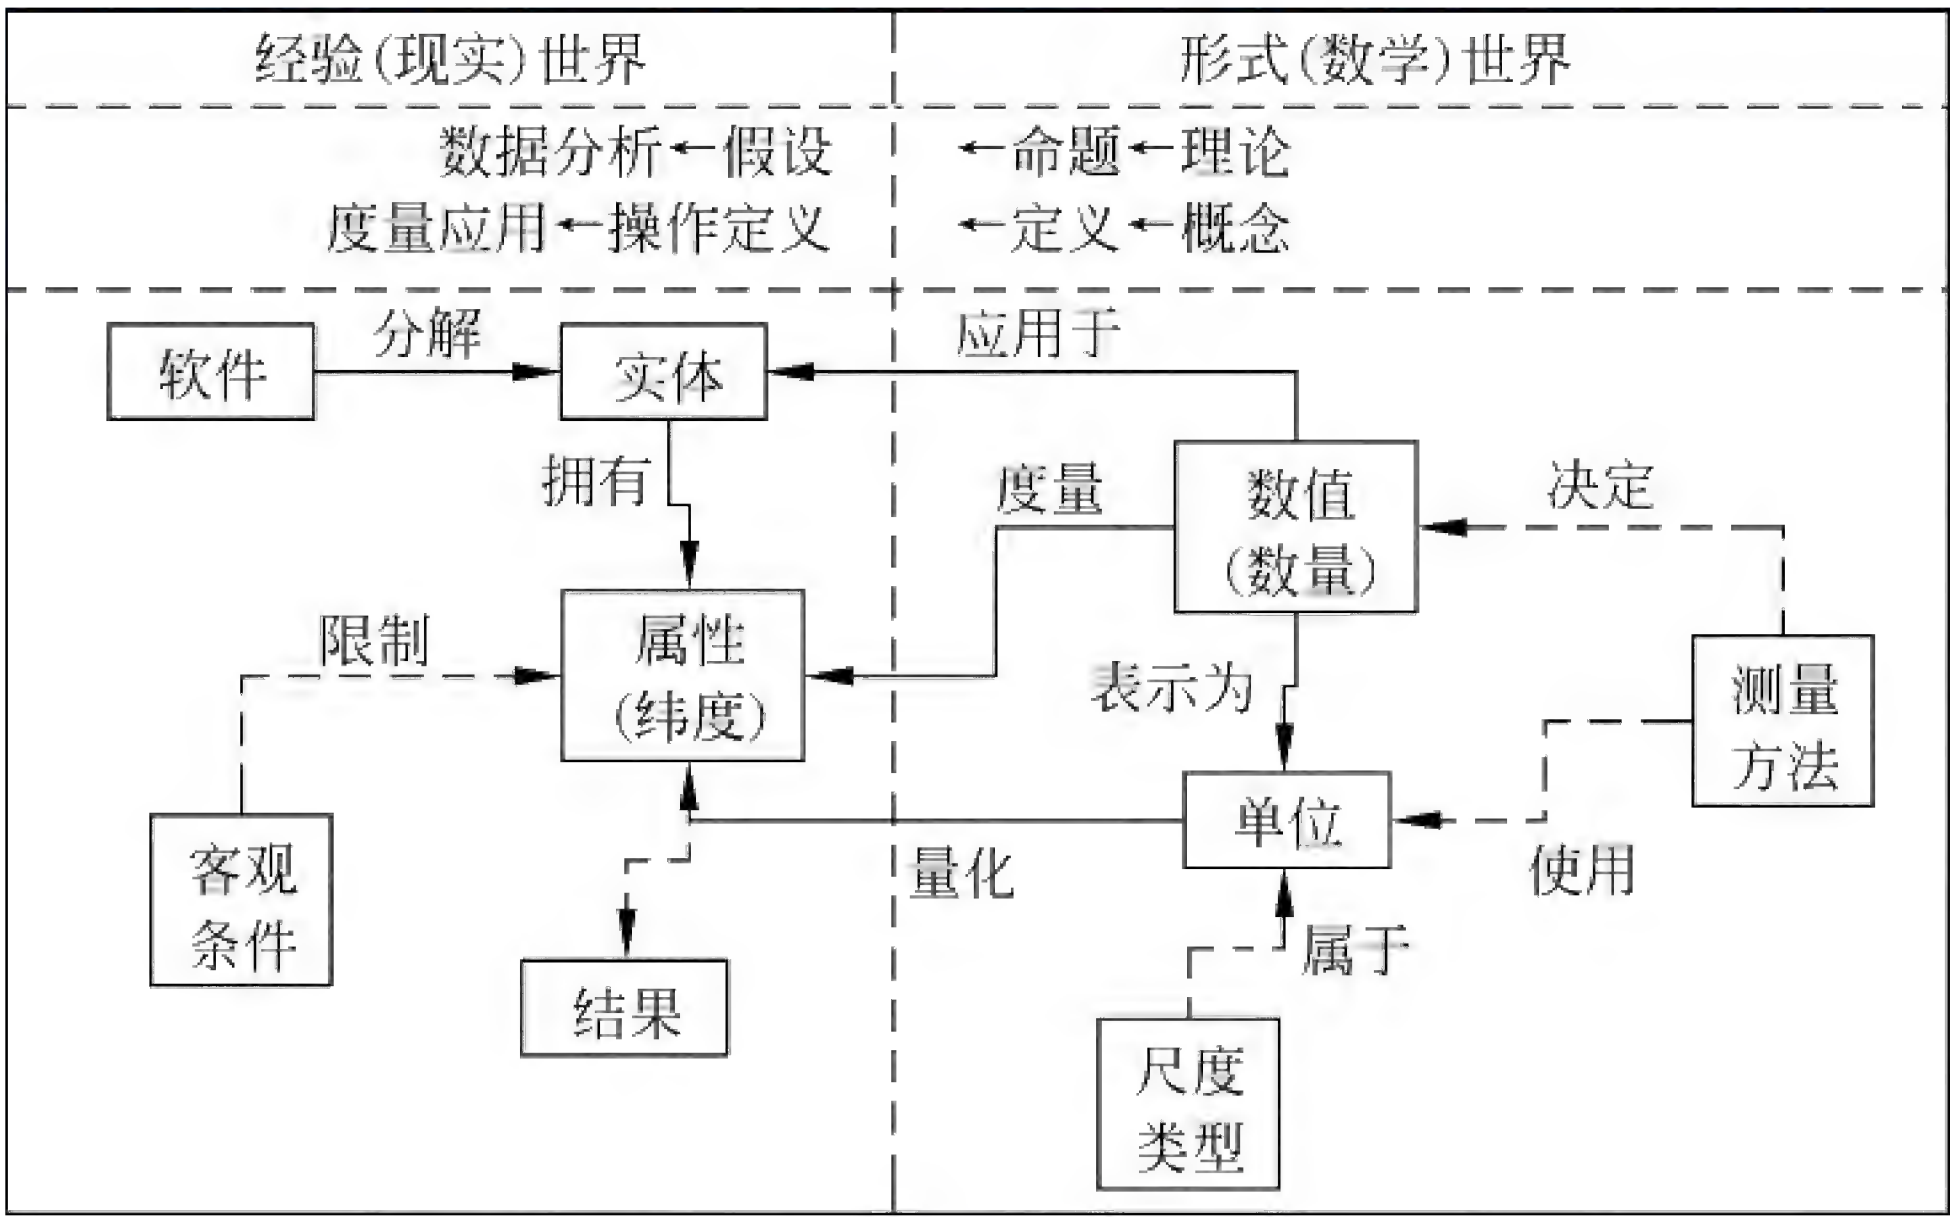 经验(现实)世界
形式(数学)世界
数据分析←假设
←命题←理论
度量应用←操作定义
←定义←概念
软件
分解
实体
应用于
拥有
度量
数值
(数量)
决定
限制
属性
(纬度)
表示为
测量
方法
客观
条件
量化
单位
使用
结果
属于
尺度
类型